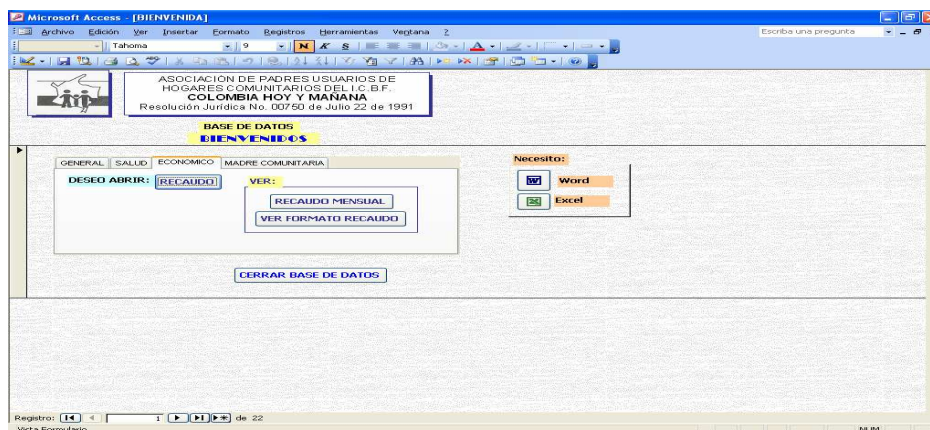 Microsoft Access - [BIENVENIDA]
Archivo Edición Ver Insertar Formato Registros Herramientas Ventana ? Escriba una pregunta
Tahoma 9 N K S
ASOCIACIÓN DE PADRES USUARIOS DE
HOGARES COMUNITARIOS DEL I.C.B.F.
COLOMBIA HOY Y MAÑANA
Resolución Jurídica No. 00750 de Julio 22 de 1991
BASE DE DATOS
BIENVENIDOS
GENERAL SALUD ECONOMICO MADRE COMUNITARIA
DESEO ABRIR: RECAUDO VER:
RECAUDO MENSUAL
VER FORMATO RECAUDO
Necesito:
Word
Excel
CERRAR BASE DE DATOS
Registro: 1 de 22
Vista Formulario NUM